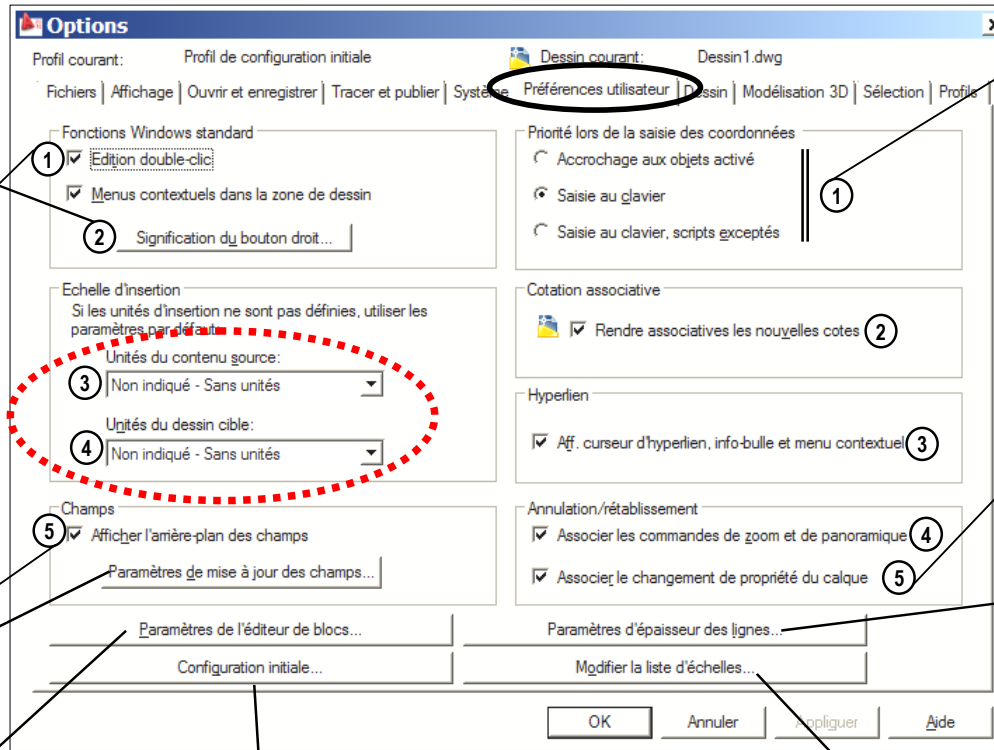 Options
Profil courant: Profil de configuration initiale Dessin courant: Dessin1.dwg
Fichiers Affichage Ouvrir et enregistrer Tracer et publier Système Préférences utilisateur Dessin Modélisation 3D Sélection Profils
Fonctions Windows standard
1 Edition double-clic
Menus contextuels dans la zone de dessin
2 Signification du bouton droit...
Echelle d'insertion
Si les unités d'insertion ne sont pas définies, utiliser les
paramètres par défaut:
Unités du contenu source:
3 Non indiqué - Sans unités
Unités du dessin cible:
4 Non indiqué - Sans unités
Champs
5 Afficher l'arrière-plan des champs
Paramètres de mise à jour des champs...
Priorité lors de la saisie des coordonnées
Accrochage aux objets activé
Saisie au clavier
1
Saisie au clavier, scripts exceptés
Cotation associative
Rendre associatives les nouvelles cotes 2
Hyperlien
Aff. curseur d'hyperlien, info-bulle et menu contextuel 3
Annulation/rétablissement
Associer les commandes de zoom et de panoramique 4
Associer le changement de propriété du calque 5
Paramètres de l'éditeur de blocs... Paramètres d'épaisseur des lignes...
Configuration initiale... Modifier la liste d'échelles...
OK Annuler Appliquer Aide